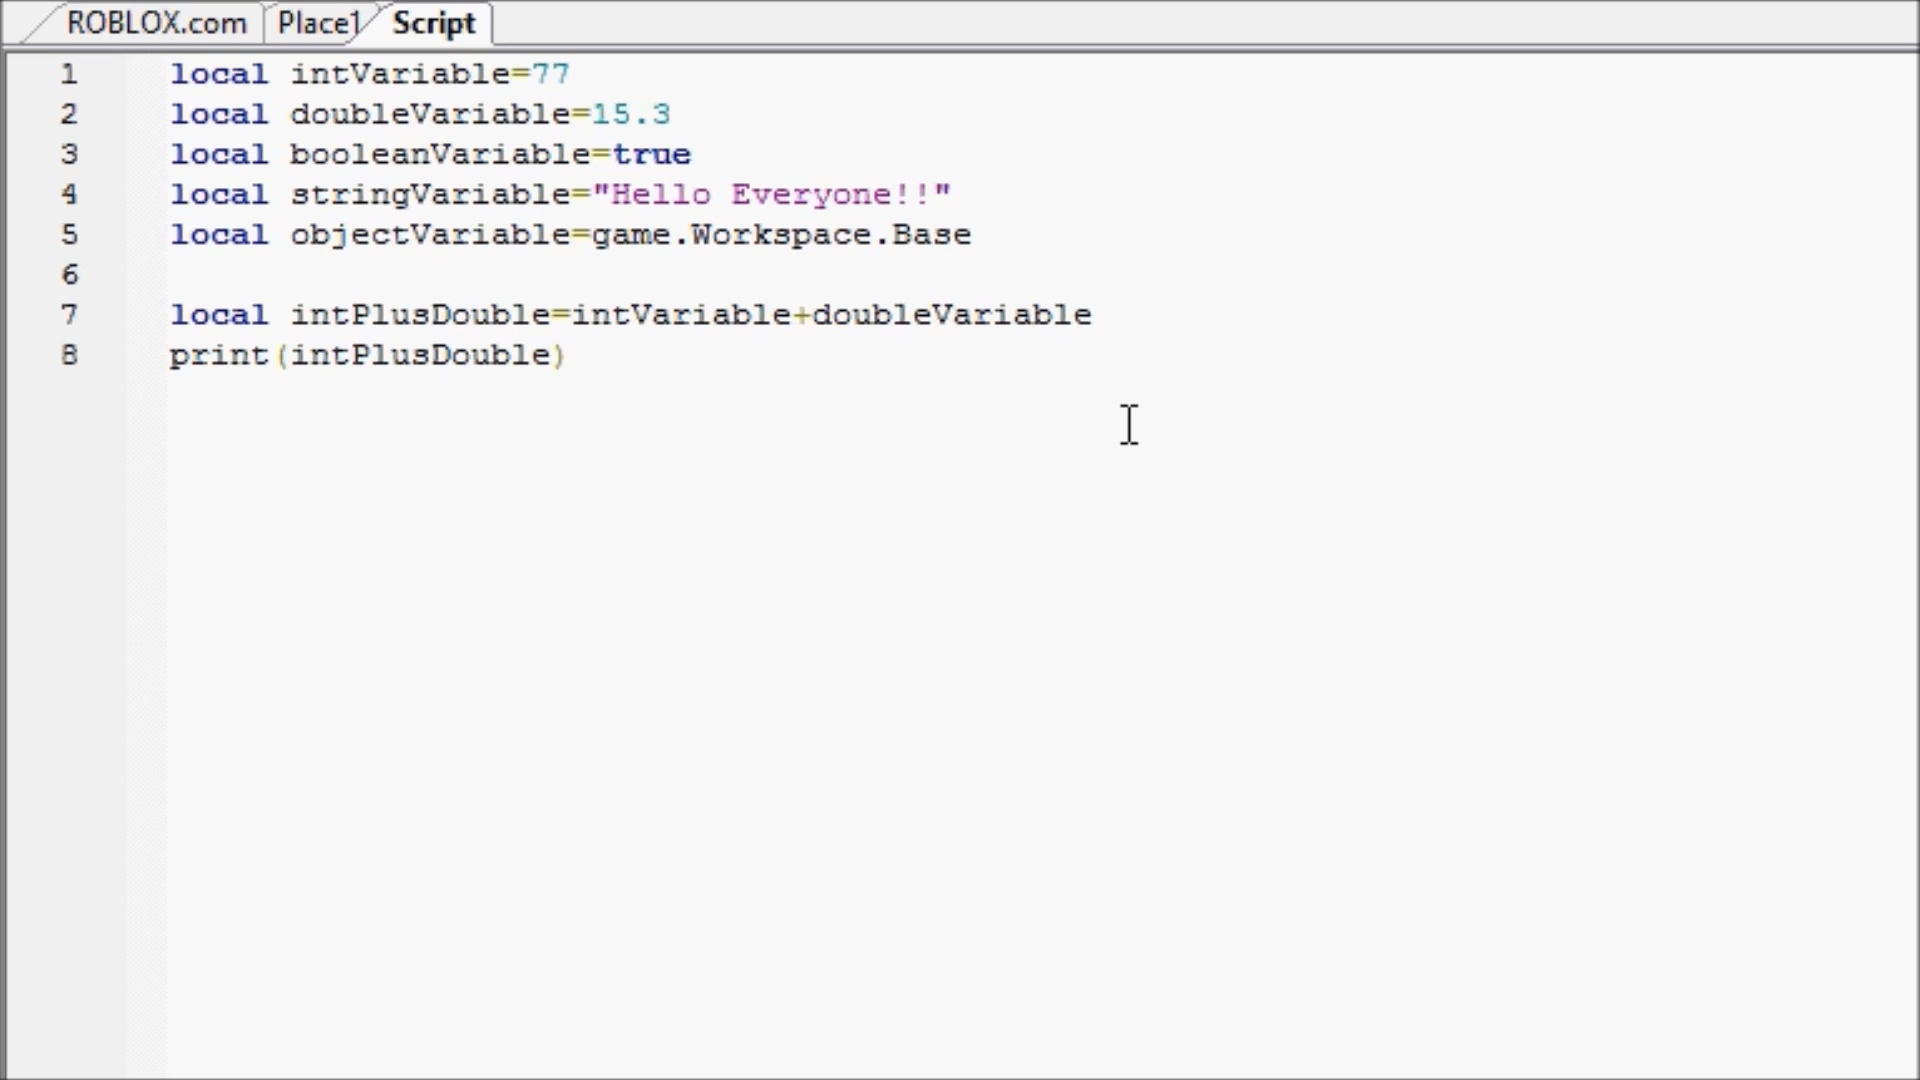 ROBLOX.com Place1 Script
1 local intVariable=77
2 local doubleVariable=15.3
3 local booleanVariable=true
4 local stringVariable="Hello Everyone!!"
5 local objectVariable=game.Workspace.Base
6
7 local intPlusDouble=intVariable+doubleVariable
8 print(intPlusDouble)